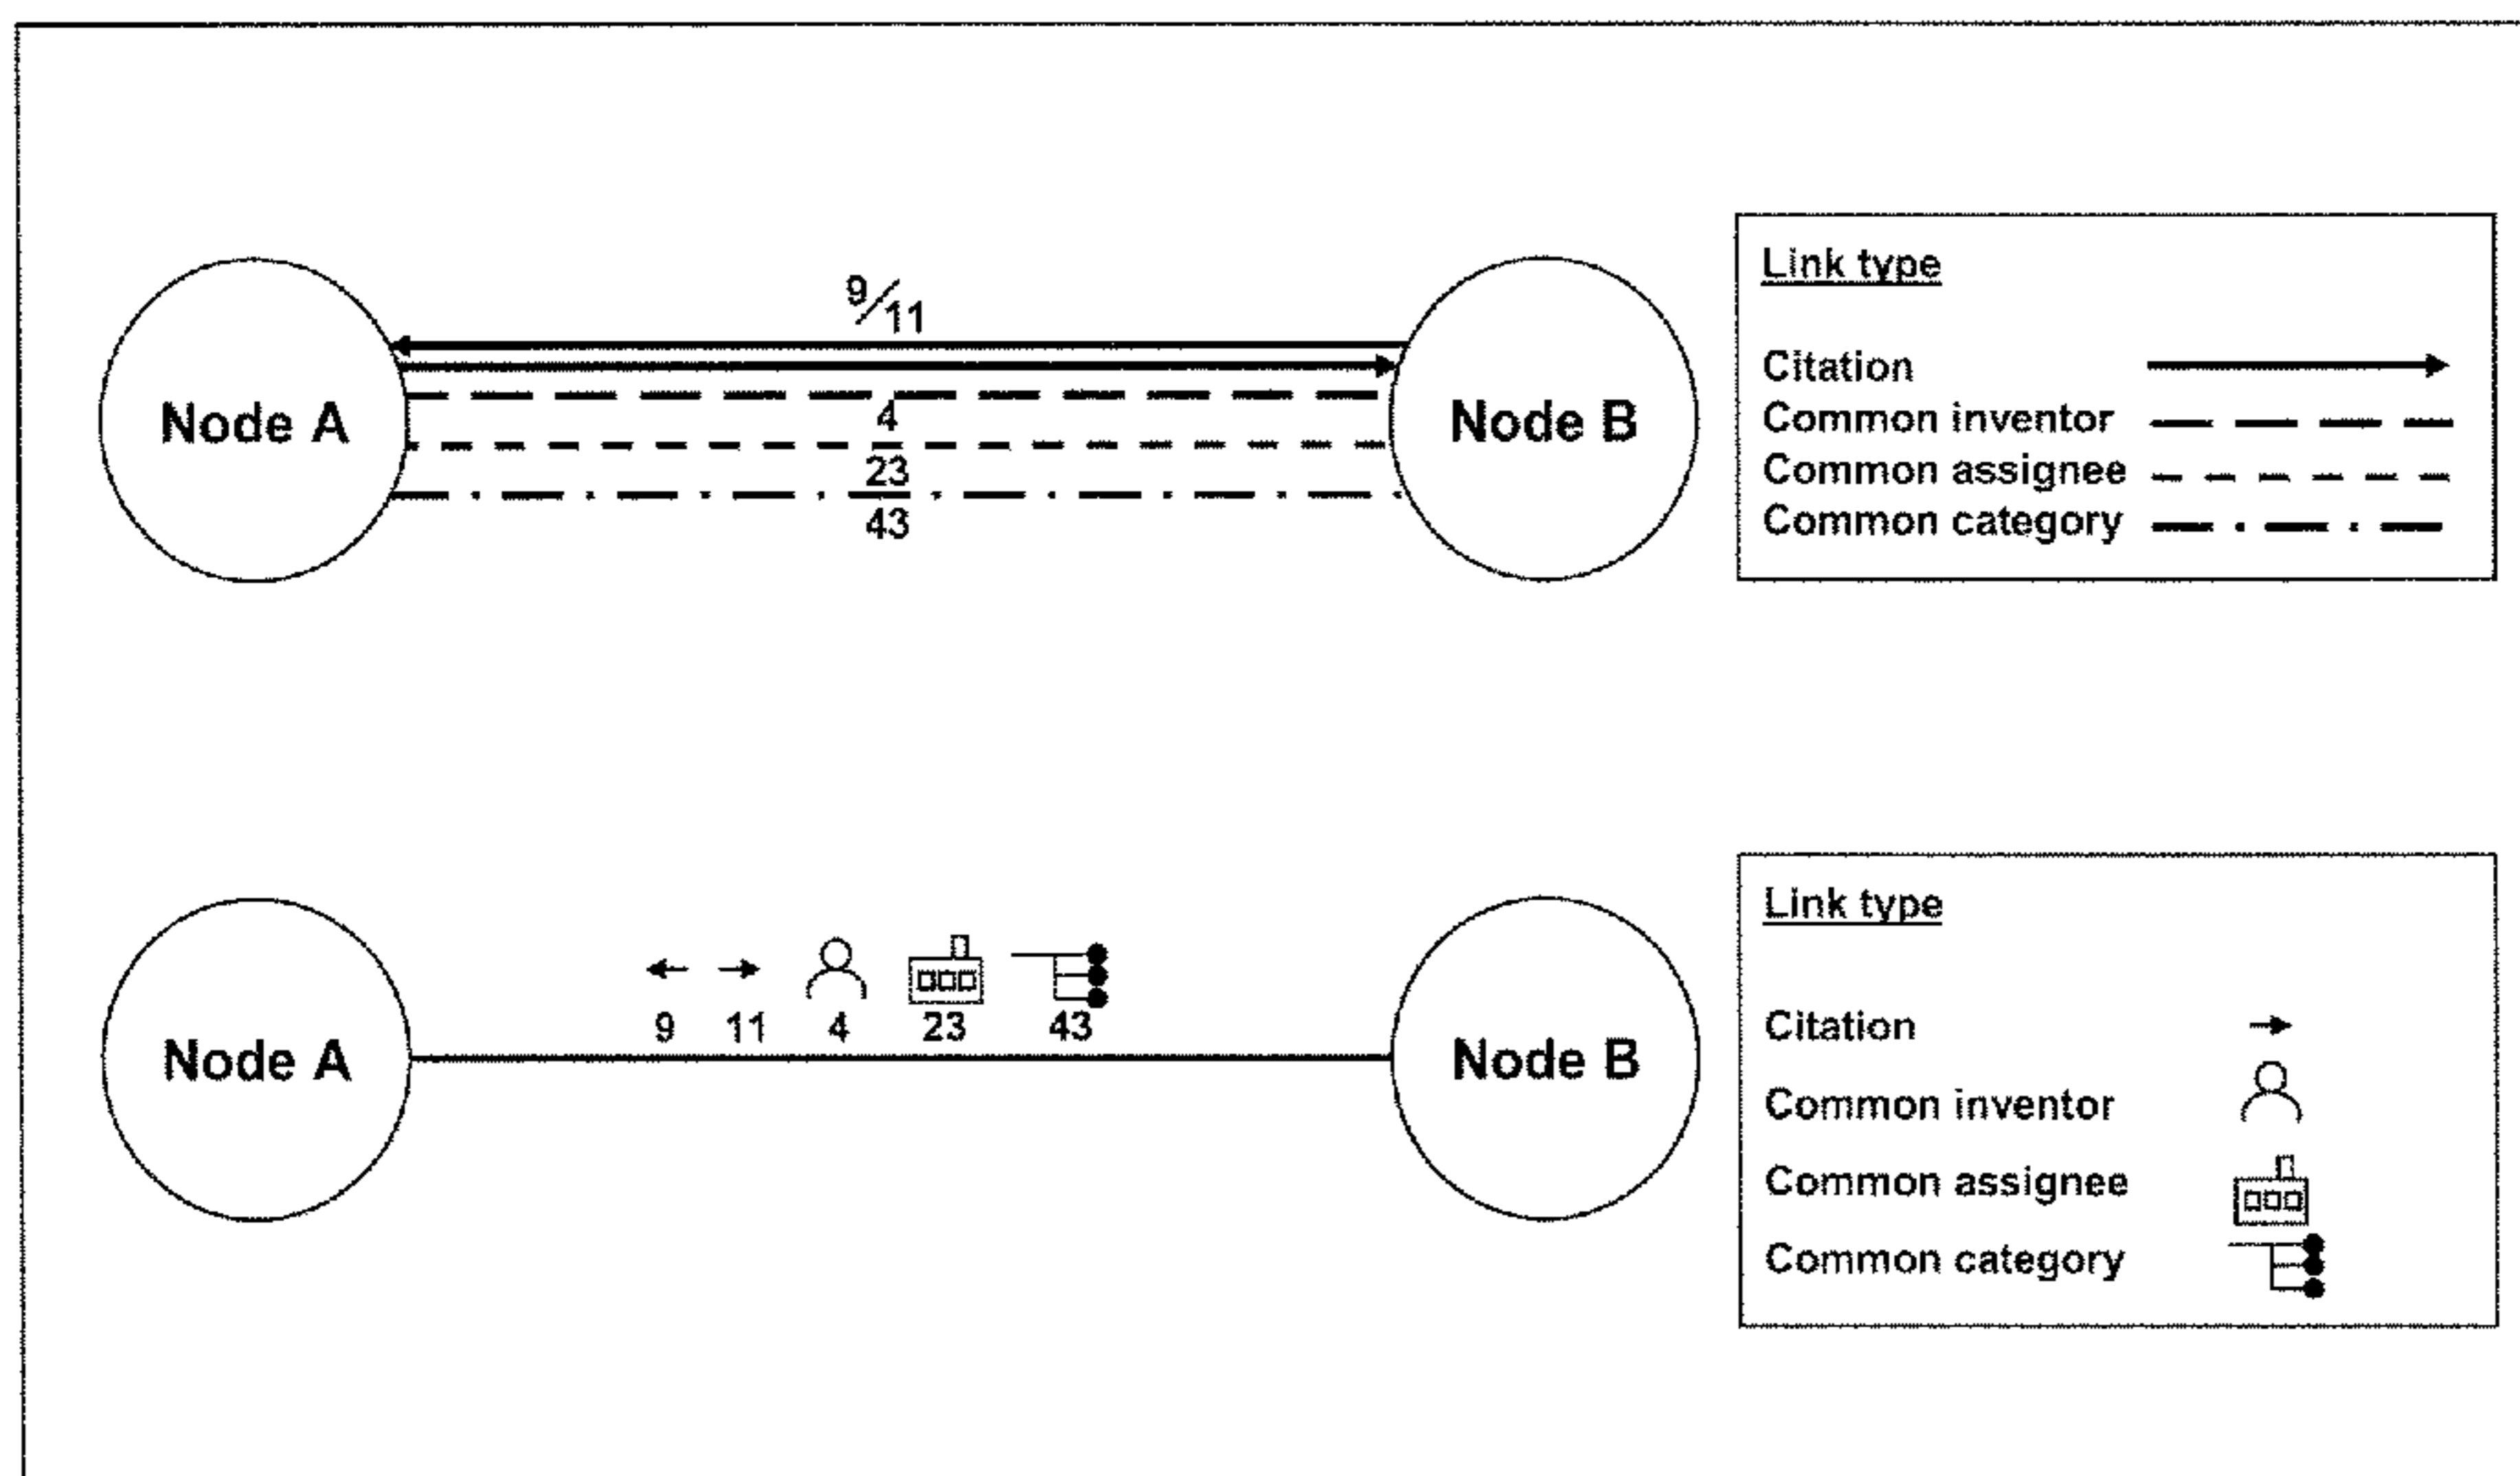 9/11
Node A
4
23
43
Node B
Link type
Citation
Common inventor
Common assignee
Common category
Node A
9 11 4 23 43
Node B
Link type
Citation
Common inventor
Common assignee
Common category